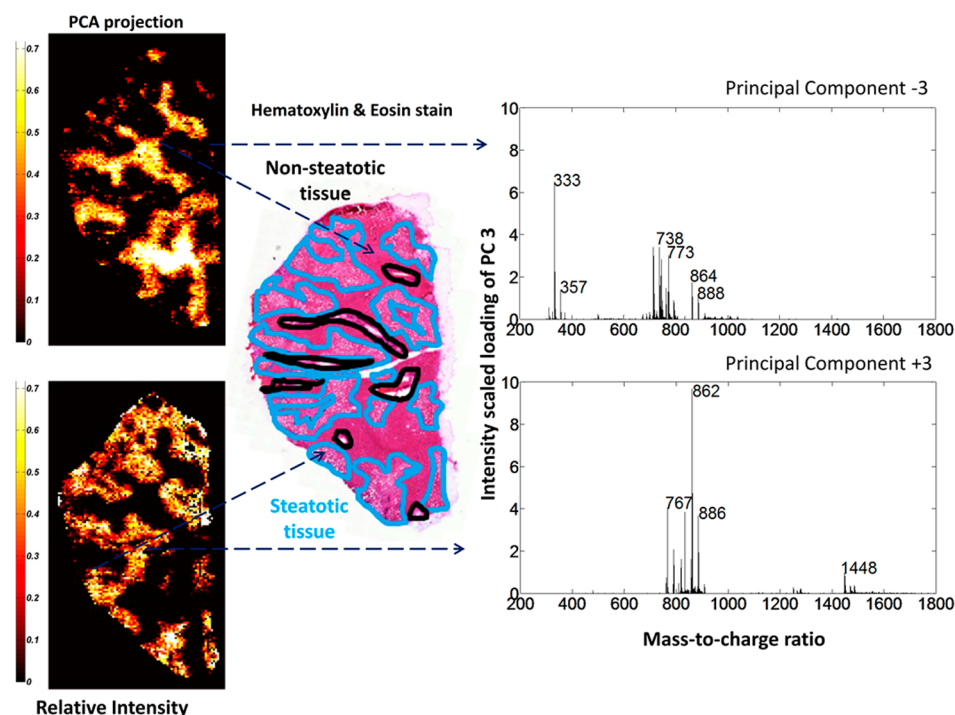 PCA projection
0.7
0.6
0.5
0.4
0.3
0.2
0.1
0
Hematoxylin & Eosin stain
Non-steatotic
tissue
Steatotic
tissue
0.7
0.6
0.5
0.4
0.3
0.2
0.1
0
Relative Intensity
Intensity scaled loading of PC 3
Principal Component -3
10
8
6
4
2
0
333
357
738
773
864
888
200 400 600 800 1000 1200 1400 1600 1800
Principal Component +3
10
8
6
4
2
0
862
767
886
1448
200 400 600 800 1000 1200 1400 1600 1800
Mass-to-charge ratio